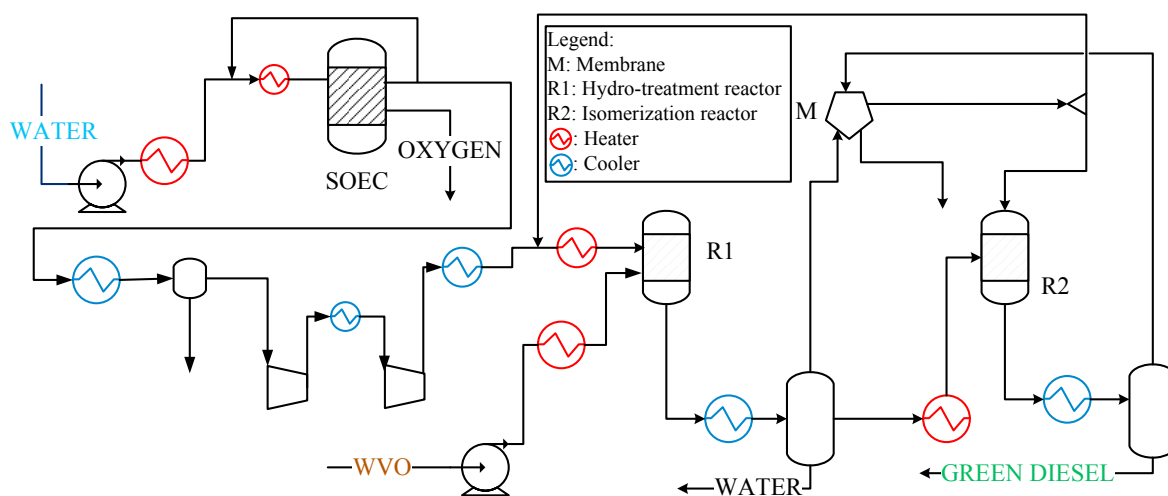 Legend:
M: Membrane
R1: Hydro-treatment reactor
R2: Isomerization reactor
: Heater
: Cooler
WATER
OXYGEN
SOEC
M
R1
R2
WVO
WATER
GREEN DIESEL